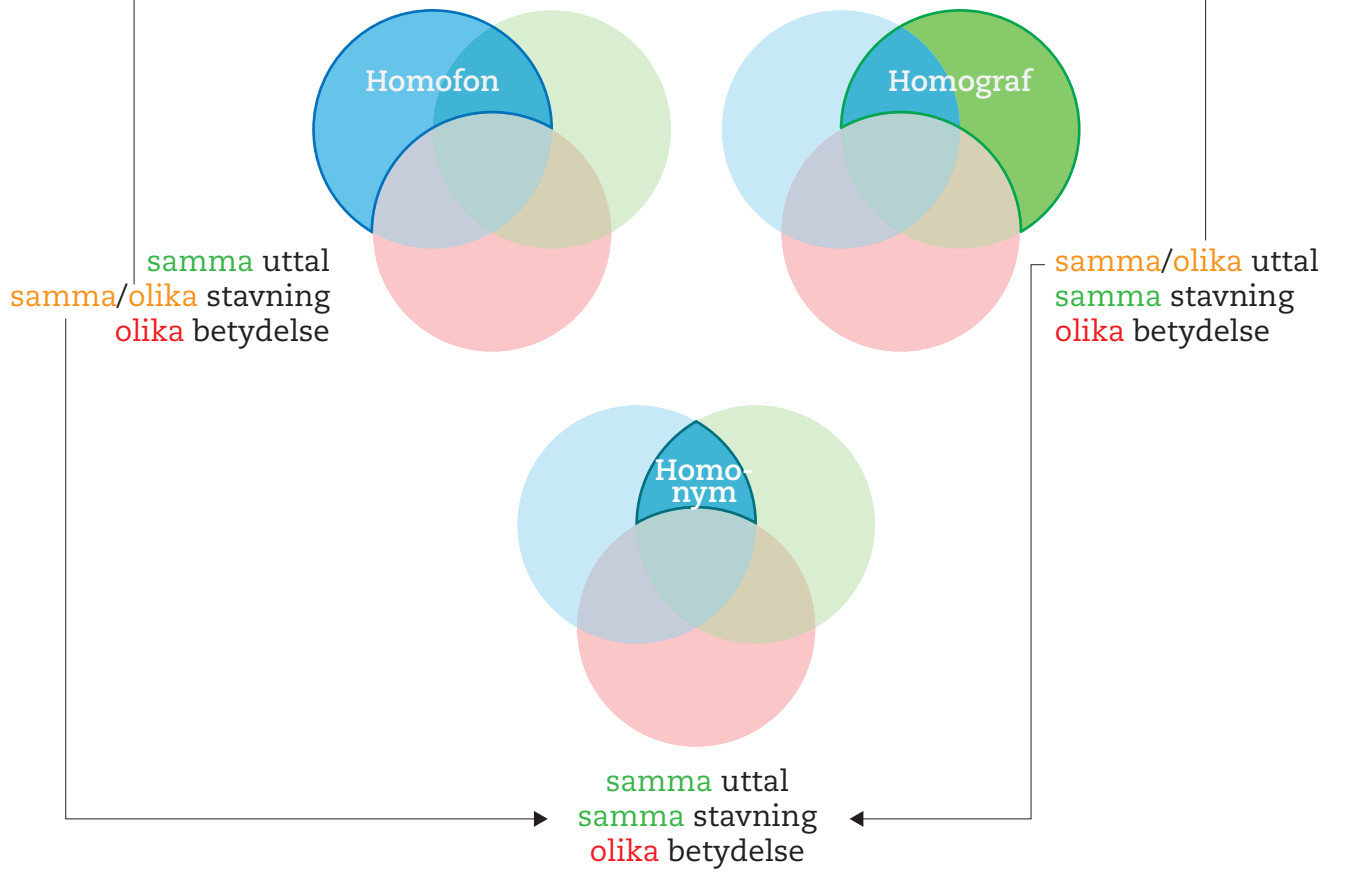 Homofon
Homograf
samma uttal
samma/olika stavning
olika betydelse
samma/olika uttal
samma stavning
olika betydelse
Homo-
nym
samma uttal
samma stavning
olika betydelse